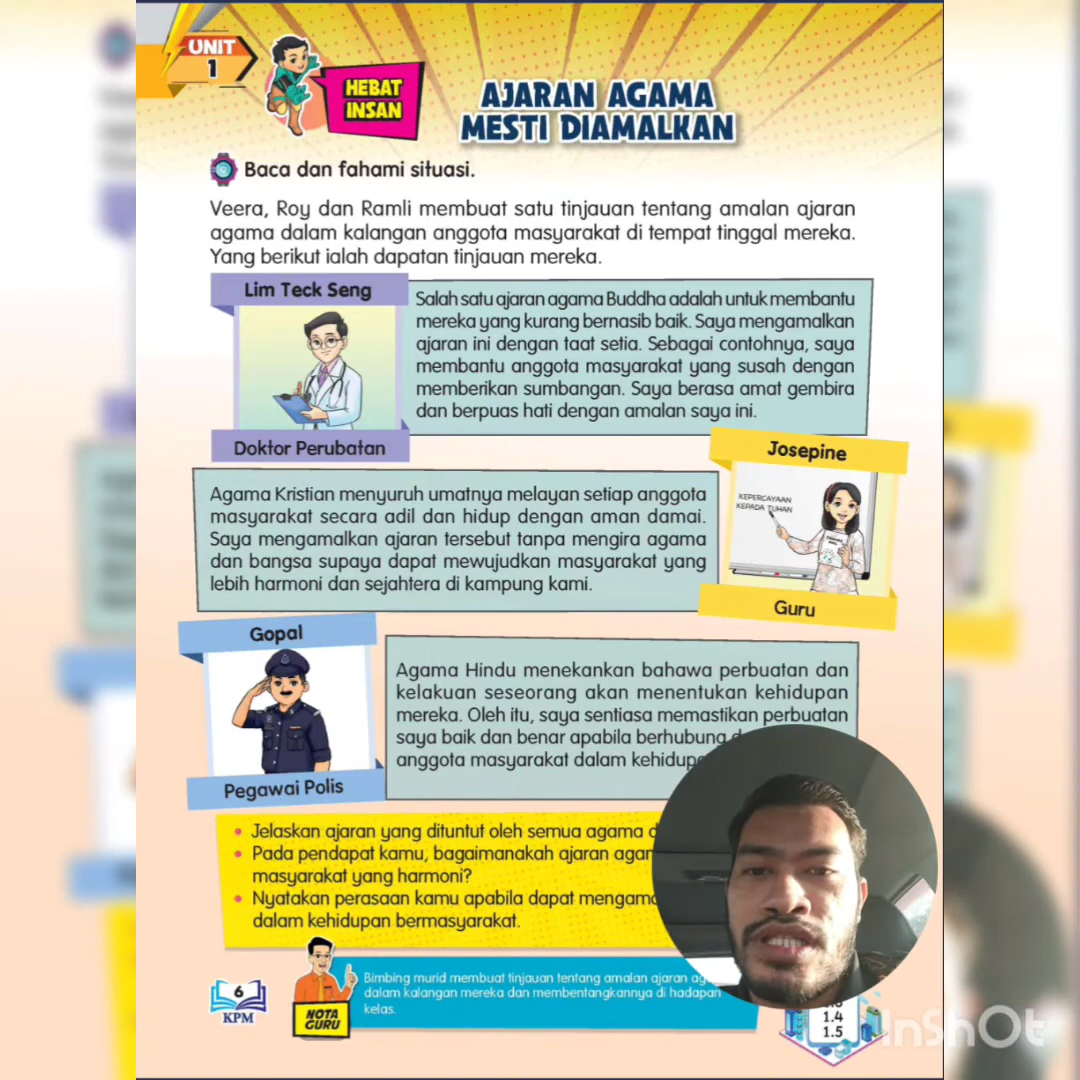 UNIT
1
HEBAT
INSAN
AJARAN AGAMA
MESTI DIAMALKAN
Baca dan fahami situasi.
Veera, Roy dan Ramli membuat satu tinjauan tentang amalan ajaran
agama dalam kalangan anggota masyarakat di tempat tinggal mereka.
Yang berikut ialah dapatan tinjauan mereka.
Lim Teck Seng
Salah satu ajaran agama Buddha adalah untuk membantu
mereka yang kurang bernasib baik. Saya mengamalkan
ajaran ini dengan taat setia. Sebagai contohnya, saya
membantu anggota masyarakat yang susah dengan
memberikan sumbangan. Saya berasa amat gembira
dan berpuas hati dengan amalan saya ini.
Doktor Perubatan
Josepine
KEPERCAYAAN
KEPADA TUHAN
Agama Kristian menyuruh umatnya melayan setiap anggota
masyarakat secara adil dan hidup dengan aman damai.
Saya mengamalkan ajaran tersebut tanpa mengira agama
dan bangsa supaya dapat mewujudkan masyarakat yang
lebih harmoni dan sejahtera di kampung kami.
Guru
Gopal
Agama Hindu menekankan bahawa perbuatan dan
kelakuan seseorang akan menentukan kehidupan
mereka. Oleh itu, saya sentiasa memastikan perbuatan
saya baik dan benar apabila berhubung
anggota masyarakat dalam
Pegawai Polis
• Jelaskan ajaran yang dituntut oleh semua agama
• Pada pendapat kamu, bagaimanakah ajaran
masyarakat yang harmoni?
• Nyatakan perasaan kamu apabila dapat
dalam kehidupan bermasyarakat.
Bimbing murid membuat tinjauan tentang amalan ajaran
dalam kalangan mereka dan membentangkannya di hadapan
kelas.
NOTA
GURU
6
KPM
1.4
1.5
InShOt